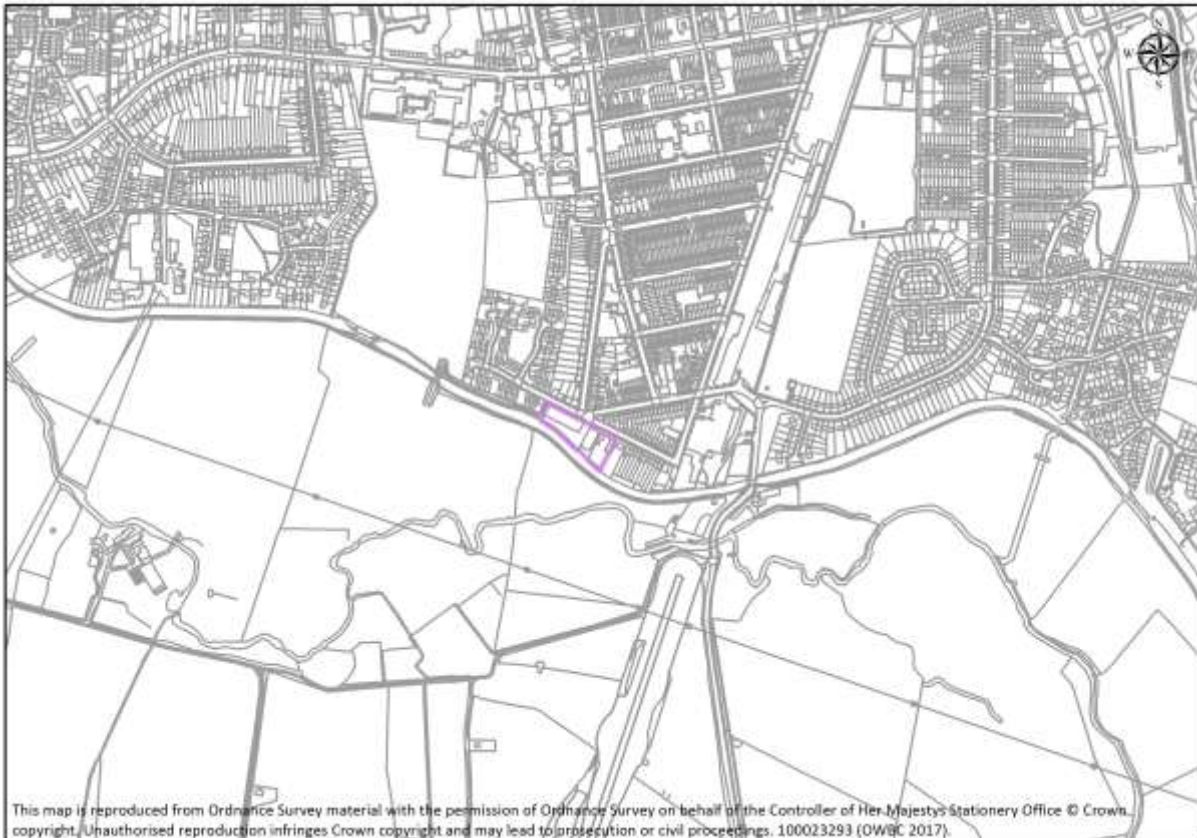 This map is reproduced from Ordnance Survey material with the permission of Ordnance Survey on behalf of the Controller of Her Majestys Stationery Office © Crown
copyright. Unauthorised reproduction infringes Crown copyright and may lead to prosecution or civil proceedings. 100023293 (OWBC 2017).